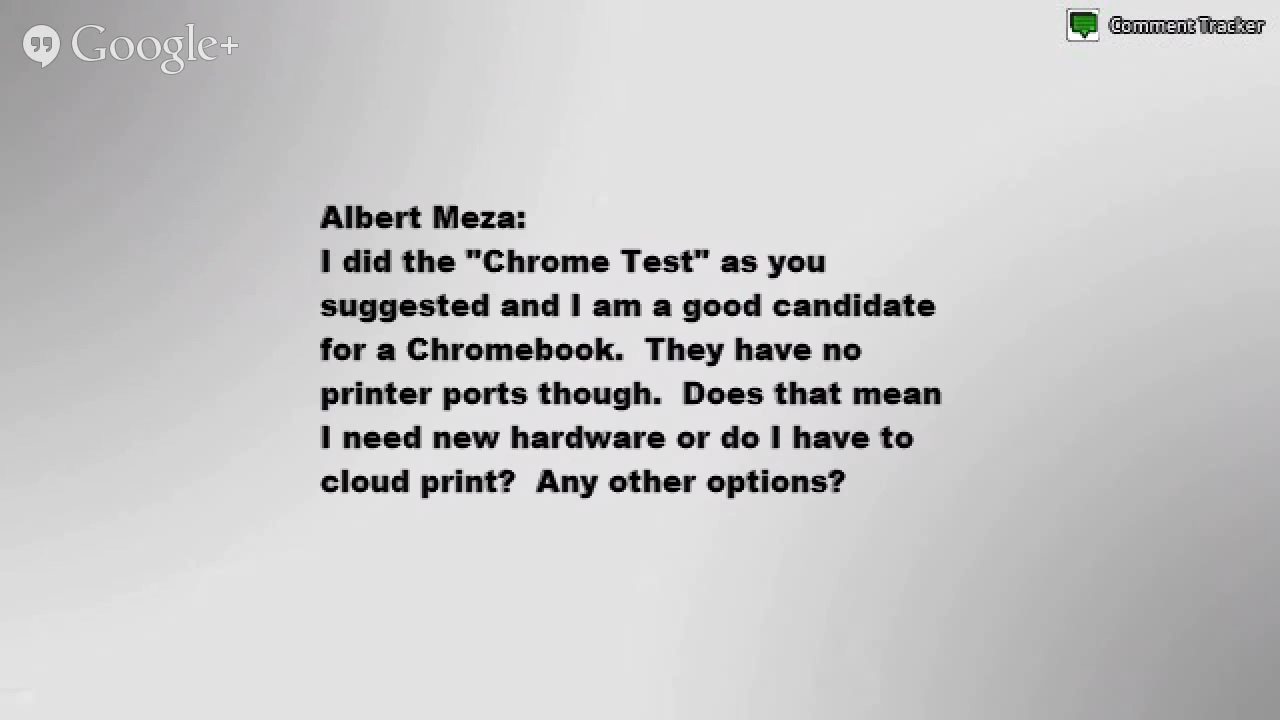 Google+
Comment Tracker
Albert Meza:
I did the "Chrome Test" as you
suggested and I am a good candidate
for a Chromebook.  They have no
printer ports though.  Does that mean
I need new hardware or do I have to
cloud print?  Any other options?